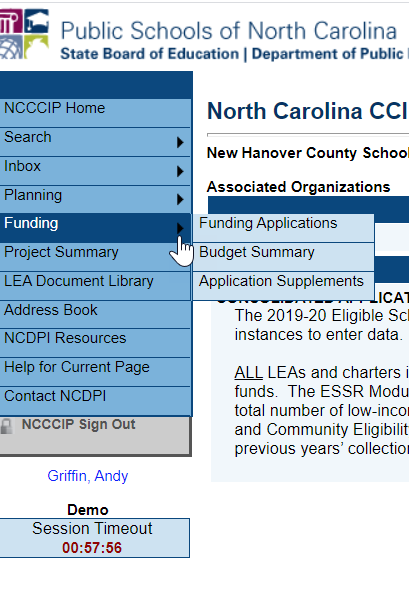 Public Schools of North Carolina
State Board of Education | Department of Public
NCCCIP Home
Search
Inbox
Planning
Funding
Project Summary
LEA Document Library
Address Book
NCDPI Resources
Help for Current Page
Contact NCDPI
NCCCIP Sign Out
Griffin, Andy
Demo
Session Timeout
00:57:56
Funding Applications
Budget Summary
Application Supplements
North Carolina CCI
New Hanover County School
Associated Organizations
CONSOLIDATED APPLICAT
The 2019-20 Eligible Sc
instances to enter data.
ALL LEAs and charters i
funds. The ESSR Modu
total number of low-inco
and Community Eligibilit
previous years' collection